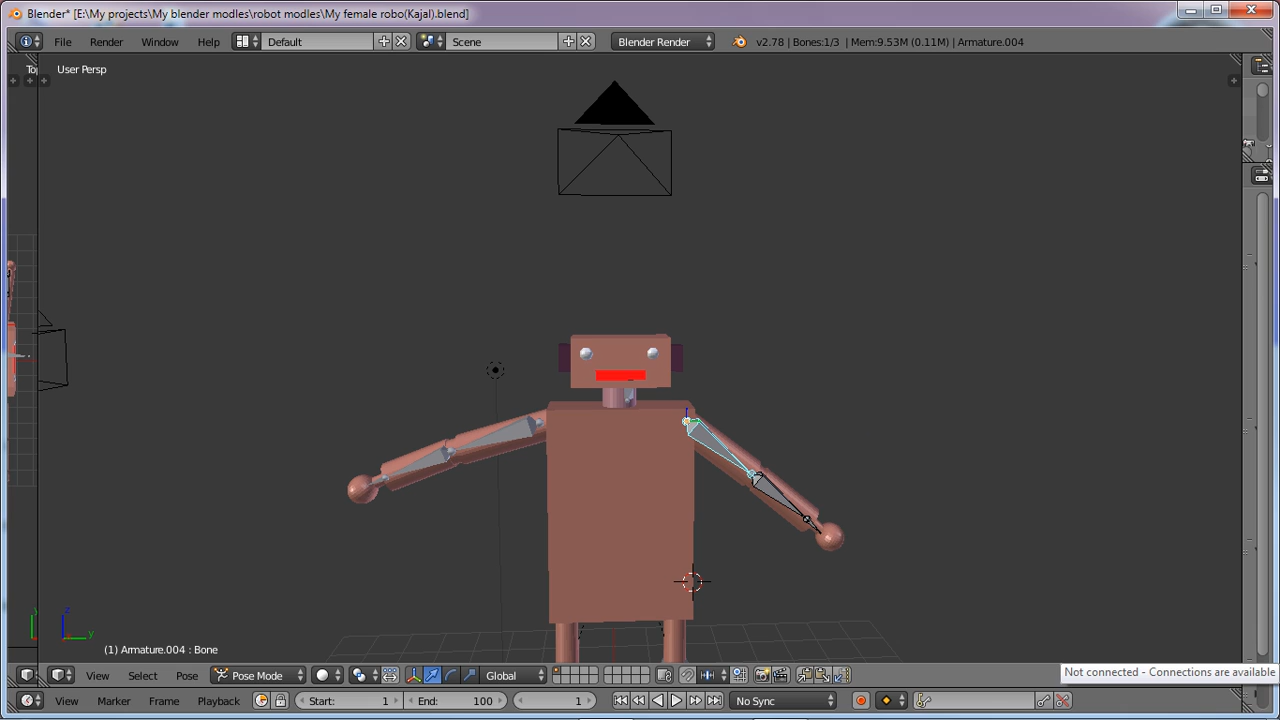 Blender* [E:\My projects\My blender modles\robot modles\My female robo(Kajal).blend]
File Render Window Help Default Scene Blender Render v2.78 | Bones:1/3 | Mem:9.53M (0.11M) | Armature.004
To User Persp
z
y
(1) Armature.004 : Bone
View Select Pose Pose Mode Global
Not connected - Connections are available
View Marker Frame Playback Start: 1 End: 100 1 No Sync